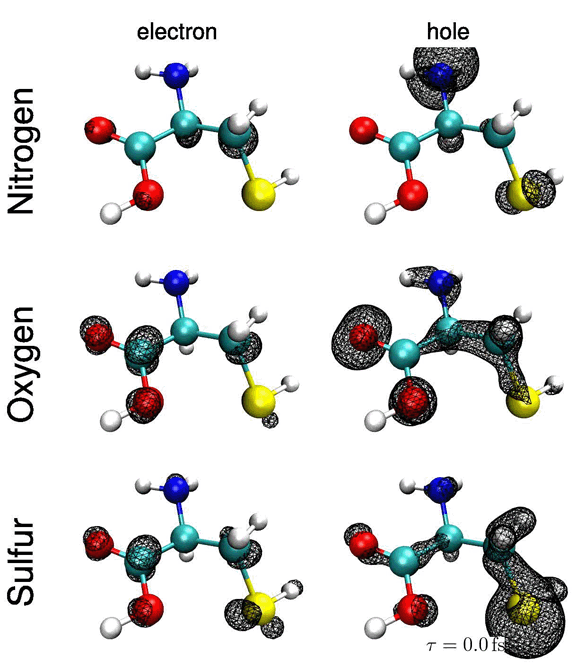 electron hole
Nitrogen
Oxygen
Sulfur
τ = 0.0 fs